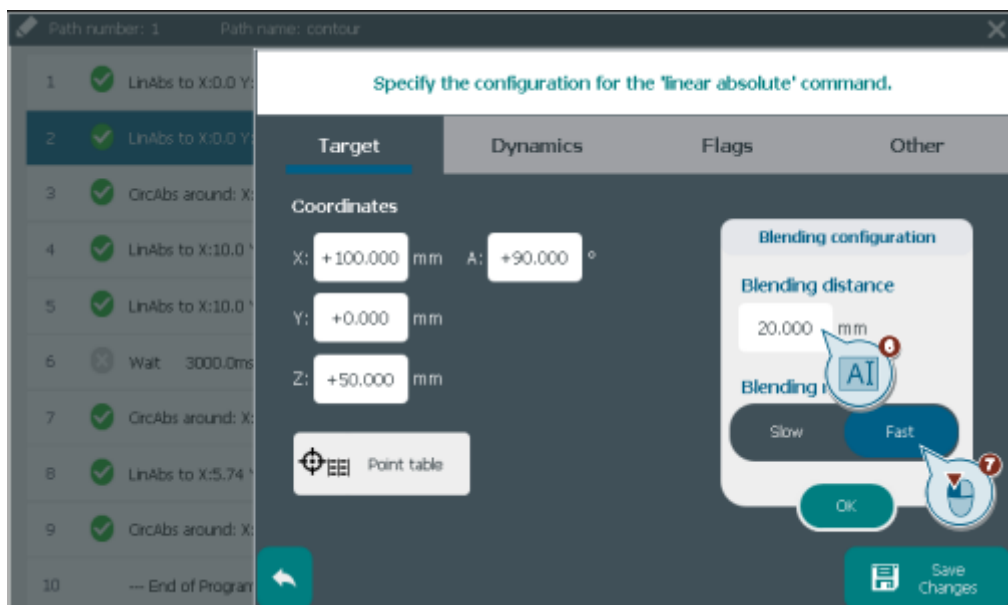 Path number: 1 Path name: contour
Specify the configuration for the 'linear absolute' command.
Target Dynamics Flags Other
1 LinAbs to X:0.0 Y:
2 LinAbs to X:0.0 Y:
3 CircAbs around: X:
4 LinAbs to X:10.0
5 LinAbs to X:10.0
6 Wait 3000.0ms
7 CircAbs around: X:
8 LinAbs to X:5.74
9 CircAbs around: X:
10 --- End of Program
Coordinates
X: +100.000 mm A: +90.000 °
Y: +0.000 mm
Z: +50.000 mm
Point table
Blending configuration
Blending distance
20.000 mm
6
AI
Blending
Slow Fast
7
OK
Save
Changes